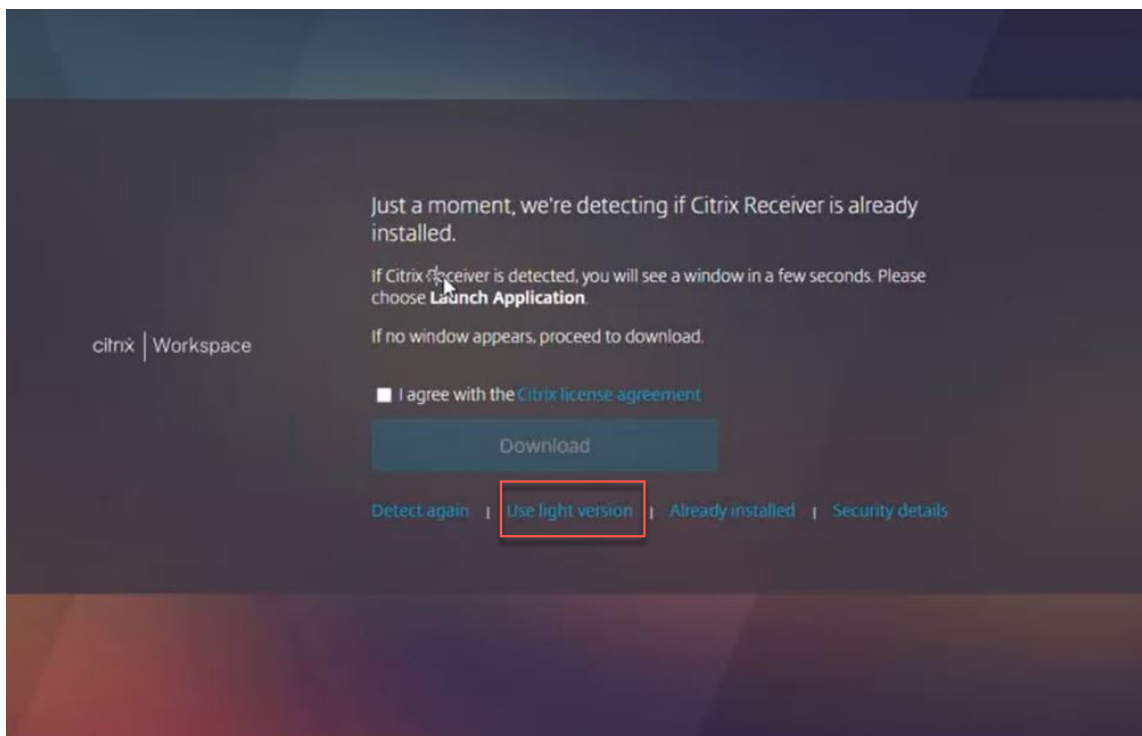 Just a moment, we're detecting if Citrix Receiver is already
installed.
If Citrix Receiver is detected, you will see a window in a few seconds. Please
choose Launch Application.
If no window appears, proceed to download.
citrix | Workspace
I agree with the Citrix license agreement
Download
Detect again | Use light version | Already installed | Security details